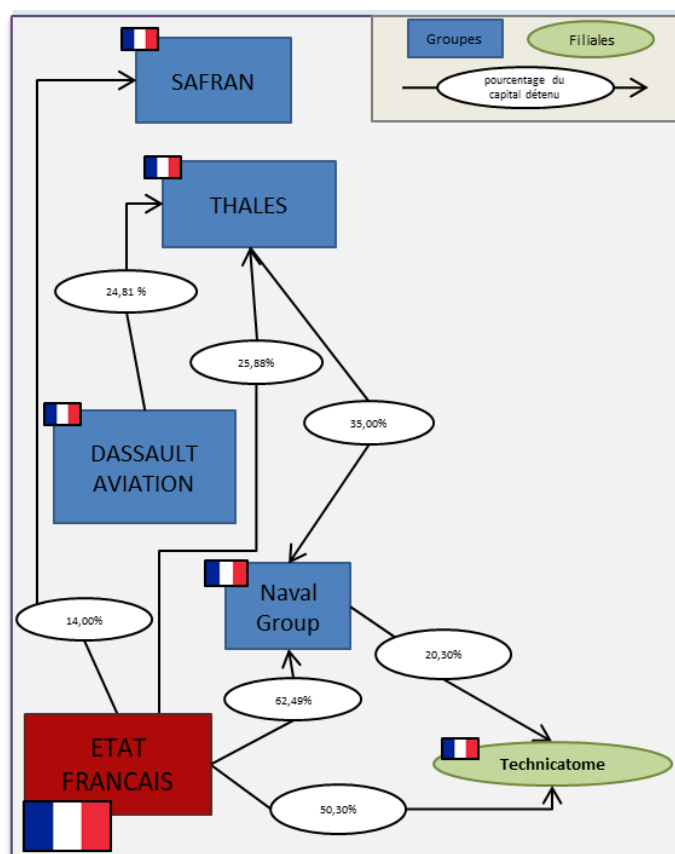 Groupes
Filiales
pourcentage du
capital détenu
SAFRAN
THALES
24,81 %
25,88%
35,00%
DASSAULT
AVIATION
Naval
Group
14,00%
20,30%
62,49%
ETAT
FRANCAIS
Technicatome
50,30%